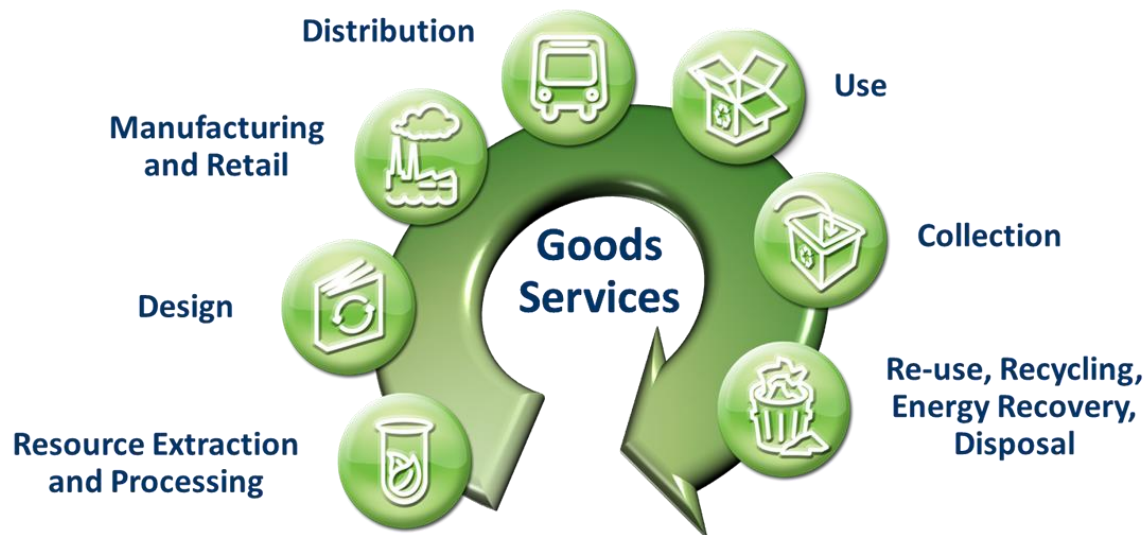 Distribution
Use
Manufacturing
and Retail
Goods
Services
Collection
Design
Re-use, Recycling,
Energy Recovery,
Disposal
Resource Extraction
and Processing